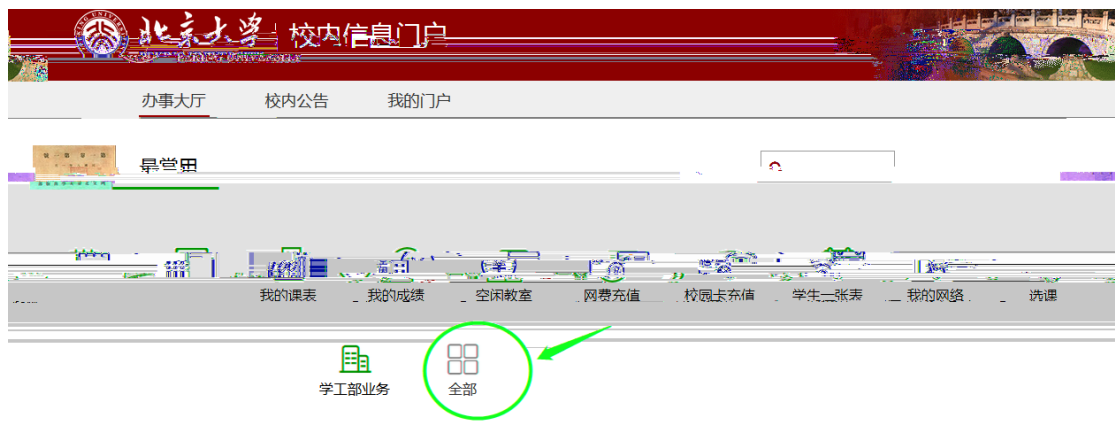 北京大学 校内信息门户
办事大厅 校内公告 我的门户
最常用
我的课表 我的成绩 空闲教室 网费充值 校园卡充值 学生一张表 我的网络 选课
学工部业务 全部